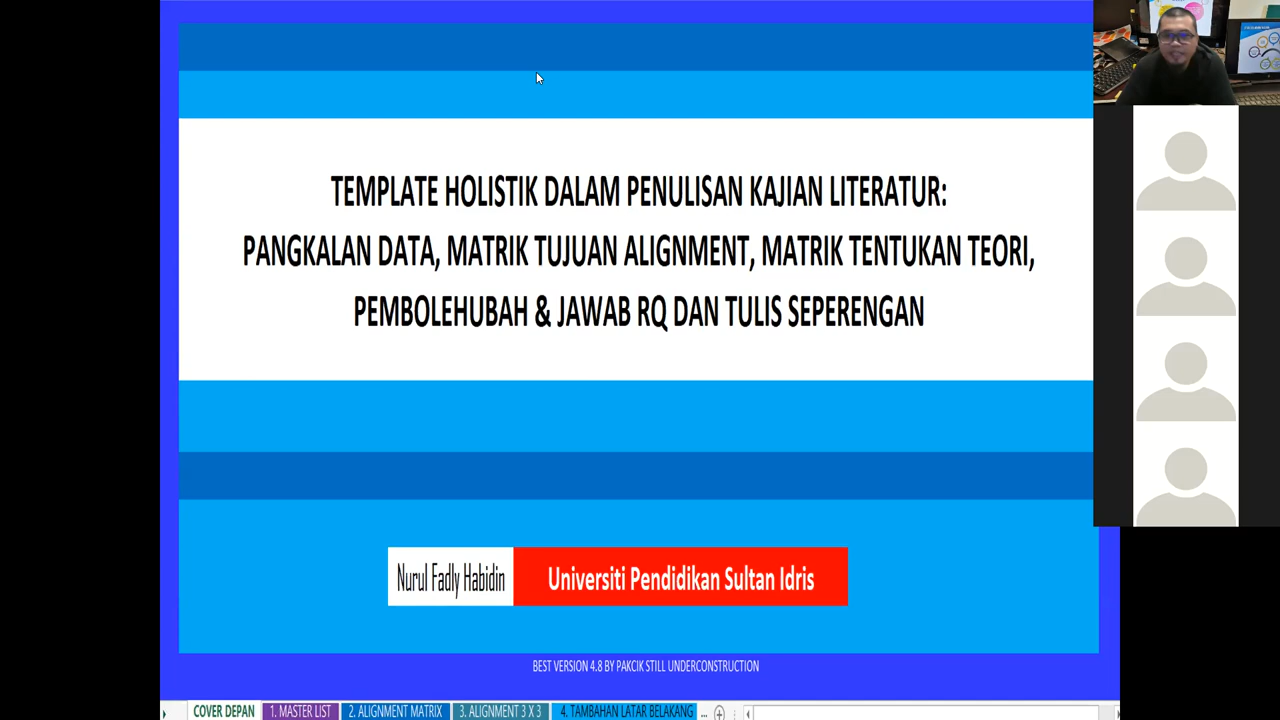 TEMPLATE HOLISTIK DALAM PENULISAN KAJIAN LITERATUR:
PANGKALAN DATA, MATRIK TUJUAN ALIGNMENT, MATRIK TENTUKAN TEORI,
PEMBOLEHUBAH & JAWAB RQ DAN TULIS SEPERENGAN
Nurul Fadly Habidin
Universiti Pendidikan Sultan Idris
BEST VERSION 4.8 BY PAKCIK STILL UNDERCONSTRUCTION
COVER DEPAN
1. MASTER LIST
2. ALIGNMENT MATRIX
3. ALIGNMENT 3 X 3
4. TAMBAHAN LATAR BELAKANG
...